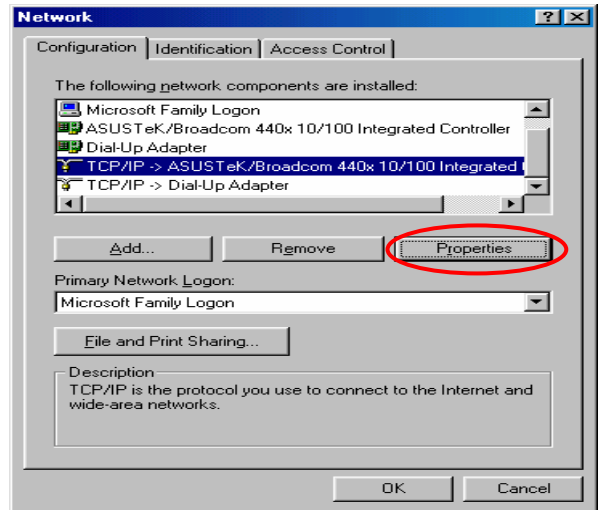 Network
Configuration Identification Access Control
The following network components are installed:
Microsoft Family Logon
ASUSTeK/Broadcom 440x 10/100 Integrated Controller
Dial-Up Adapter
TCP/IP -> ASUSTeK/Broadcom 440x 10/100 Integrated
TCP/IP -> Dial-Up Adapter
Add... Remove Properties
Primary Network Logon:
Microsoft Family Logon
File and Print Sharing...
Description
TCP/IP is the protocol you use to connect to the Internet and
wide-area networks.
OK Cancel